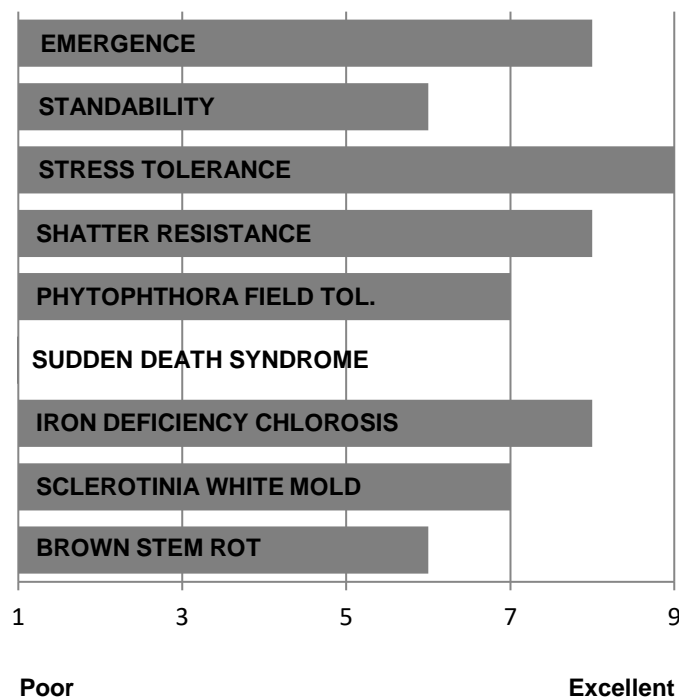 EMERGENCE
STANDABILITY
STRESS TOLERANCE
SHATTER RESISTANCE
PHYTOPHTHORA FIELD TOL.
SUDDEN DEATH SYNDROME
IRON DEFICIENCY CHLOROSIS
SCLEROTINIA WHITE MOLD
BROWN STEM ROT
1 3 5 7 9
Poor Excellent